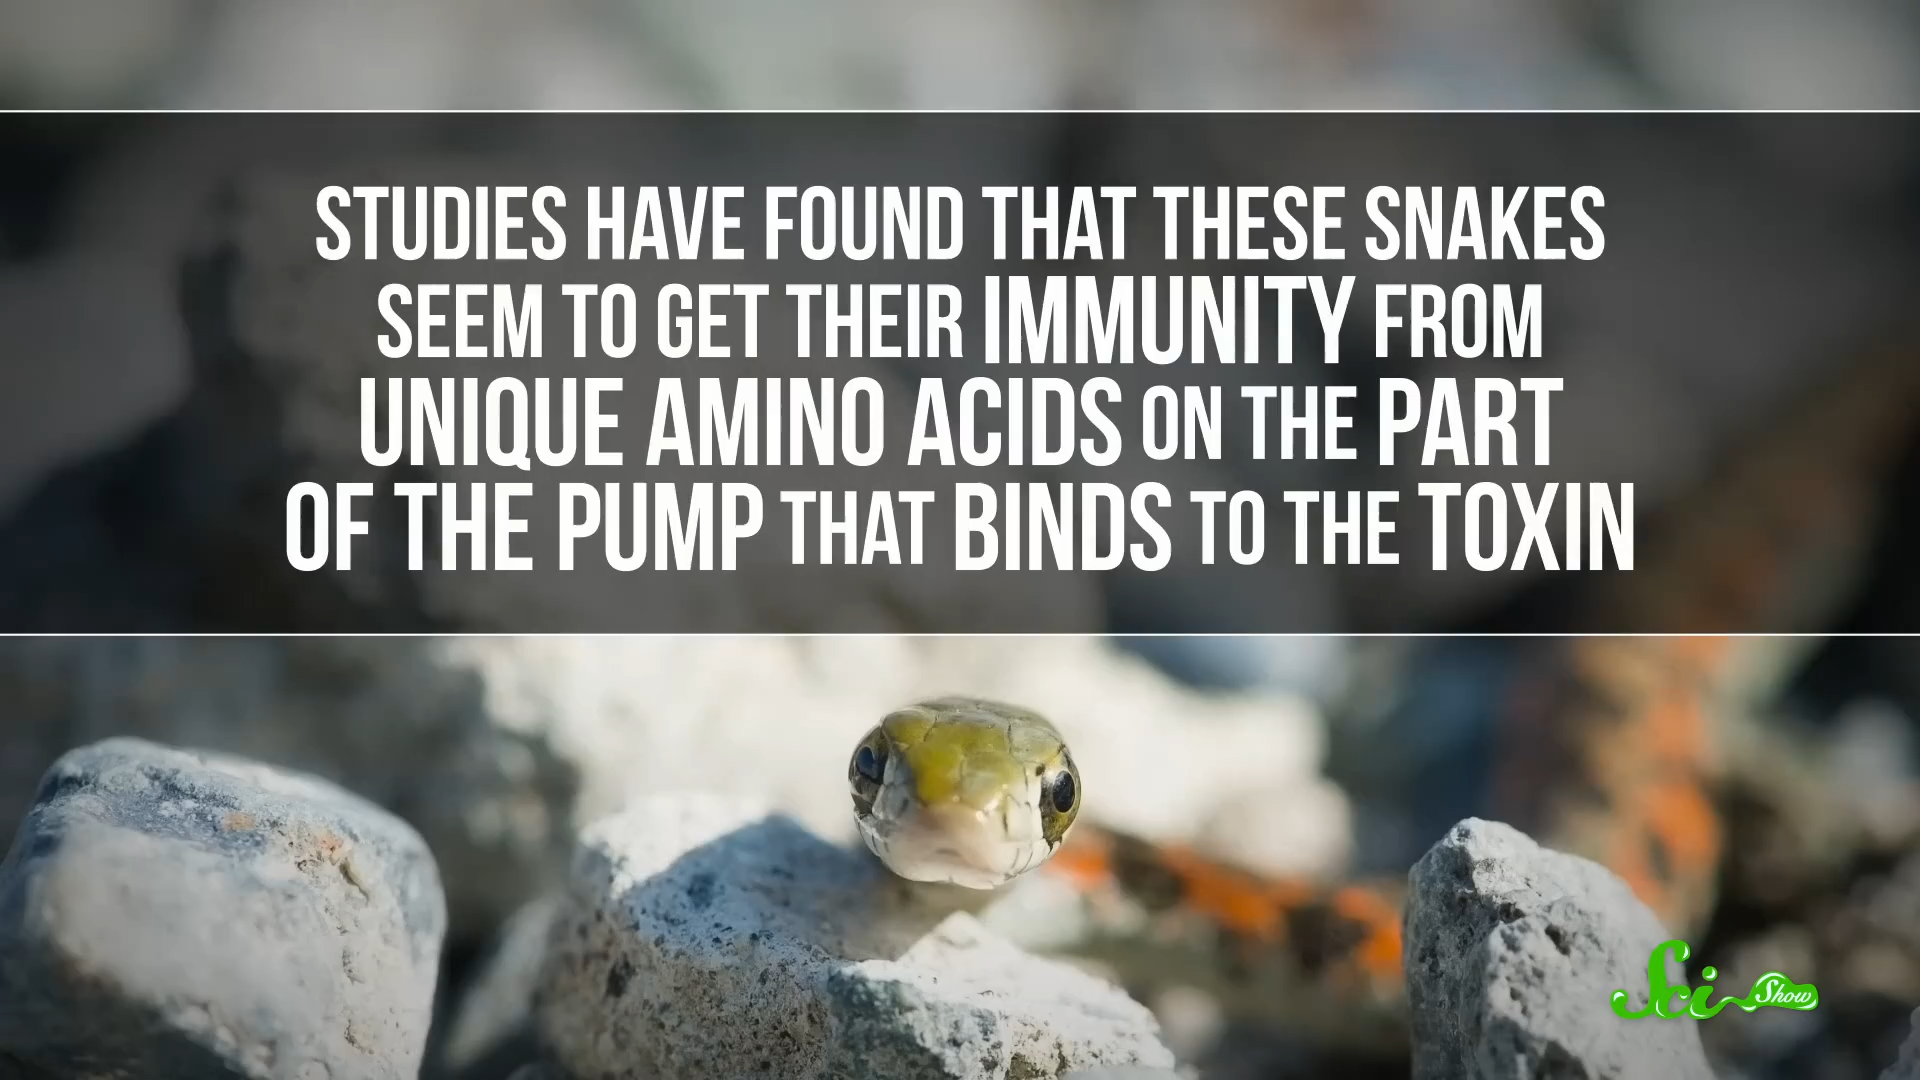 STUDIES HAVE FOUND THAT THESE SNAKES
SEEM TO GET THEIR IMMUNITY FROM
UNIQUE AMINO ACIDS ON THE PART
OF THE PUMP THAT BINDS TO THE TOXIN
Sci Show